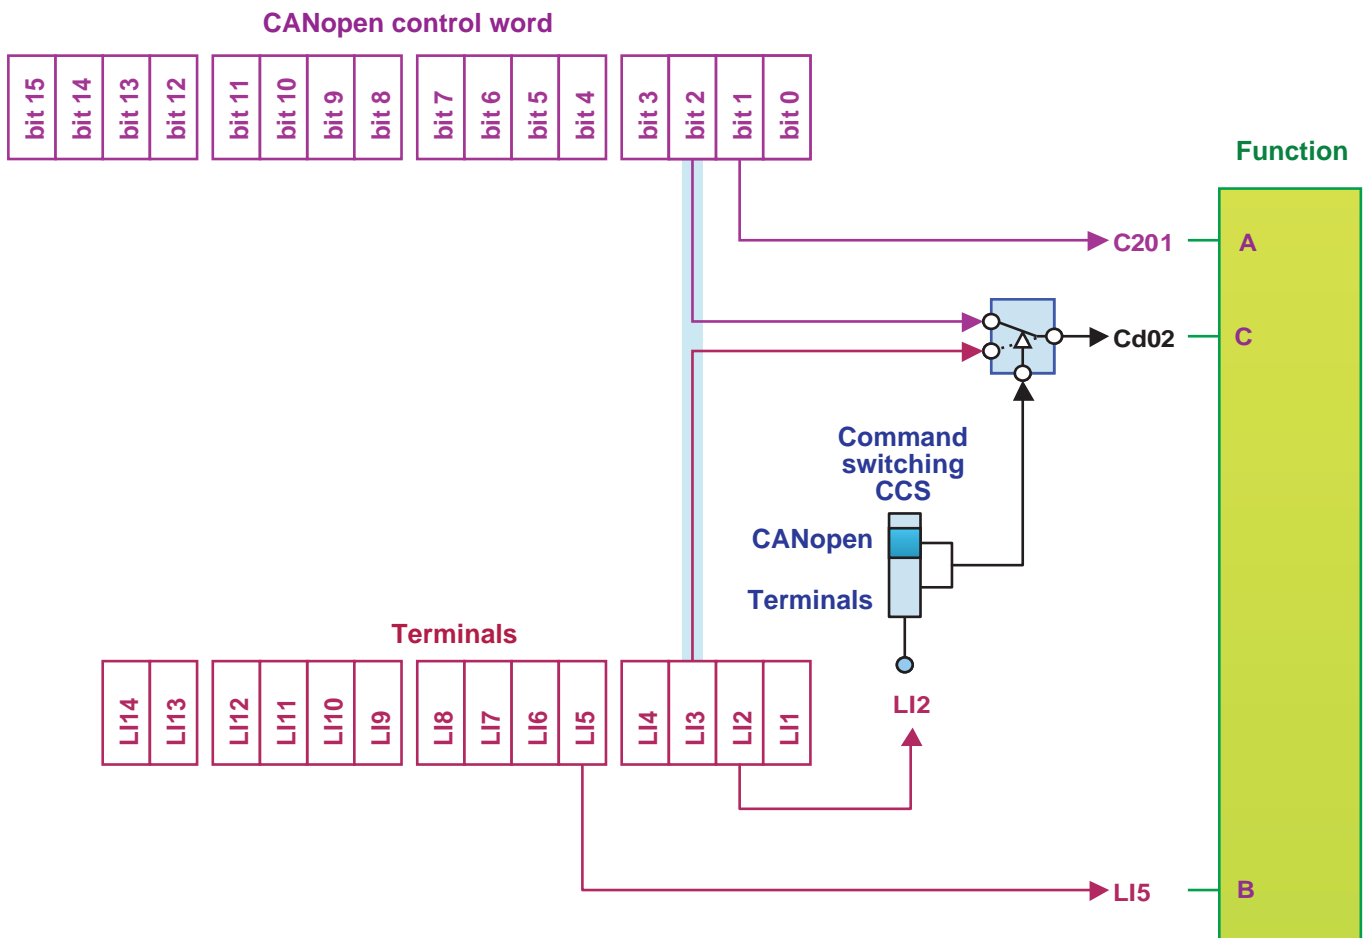 CANopen control word
bit 15
bit 14
bit 13
bit 12
bit 11
bit 10
bit 9
bit 8
bit 7
bit 6
bit 5
bit 4
bit 3
bit 2
bit 1
bit 0
Function
C201
A
Cd02
C
Command
switching
CCS
CANopen
Terminals
Terminals
LI14
LI13
LI12
LI11
LI10
LI9
LI8
LI7
LI6
LI5
LI4
LI3
LI2
LI1
LI2
LI5
B